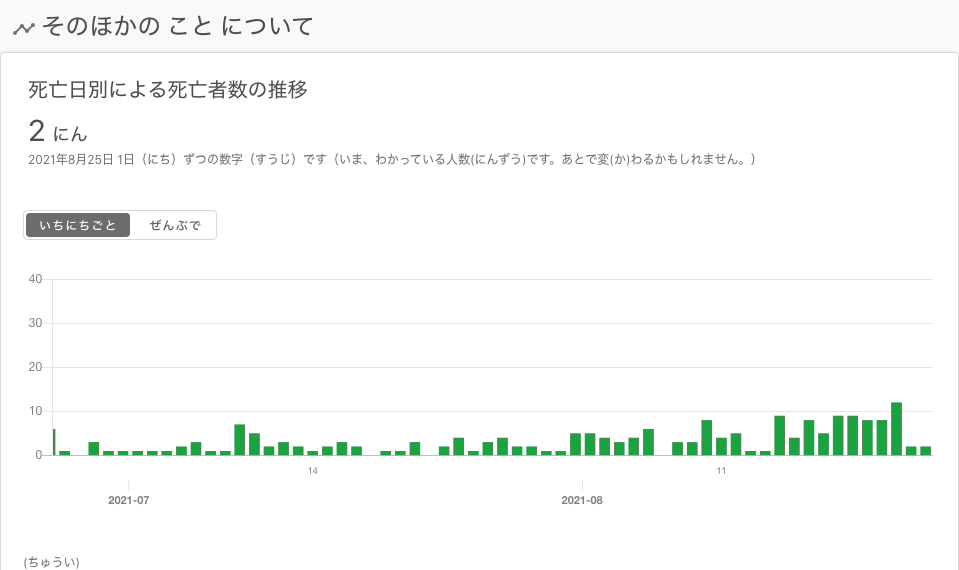 そのほかの こと について
死亡日別による死亡者数の推移
2 にん
2021年8月25日 1日（にち）ずつの数字（すうじ）です（いま、わかっている人数(にんずう)です。あとで変(か)わるかもしれません。）
いちにちごと ぜんぶで
40
30
20
10
0
14 11
2021-07 2021-08
(ちゅうい)